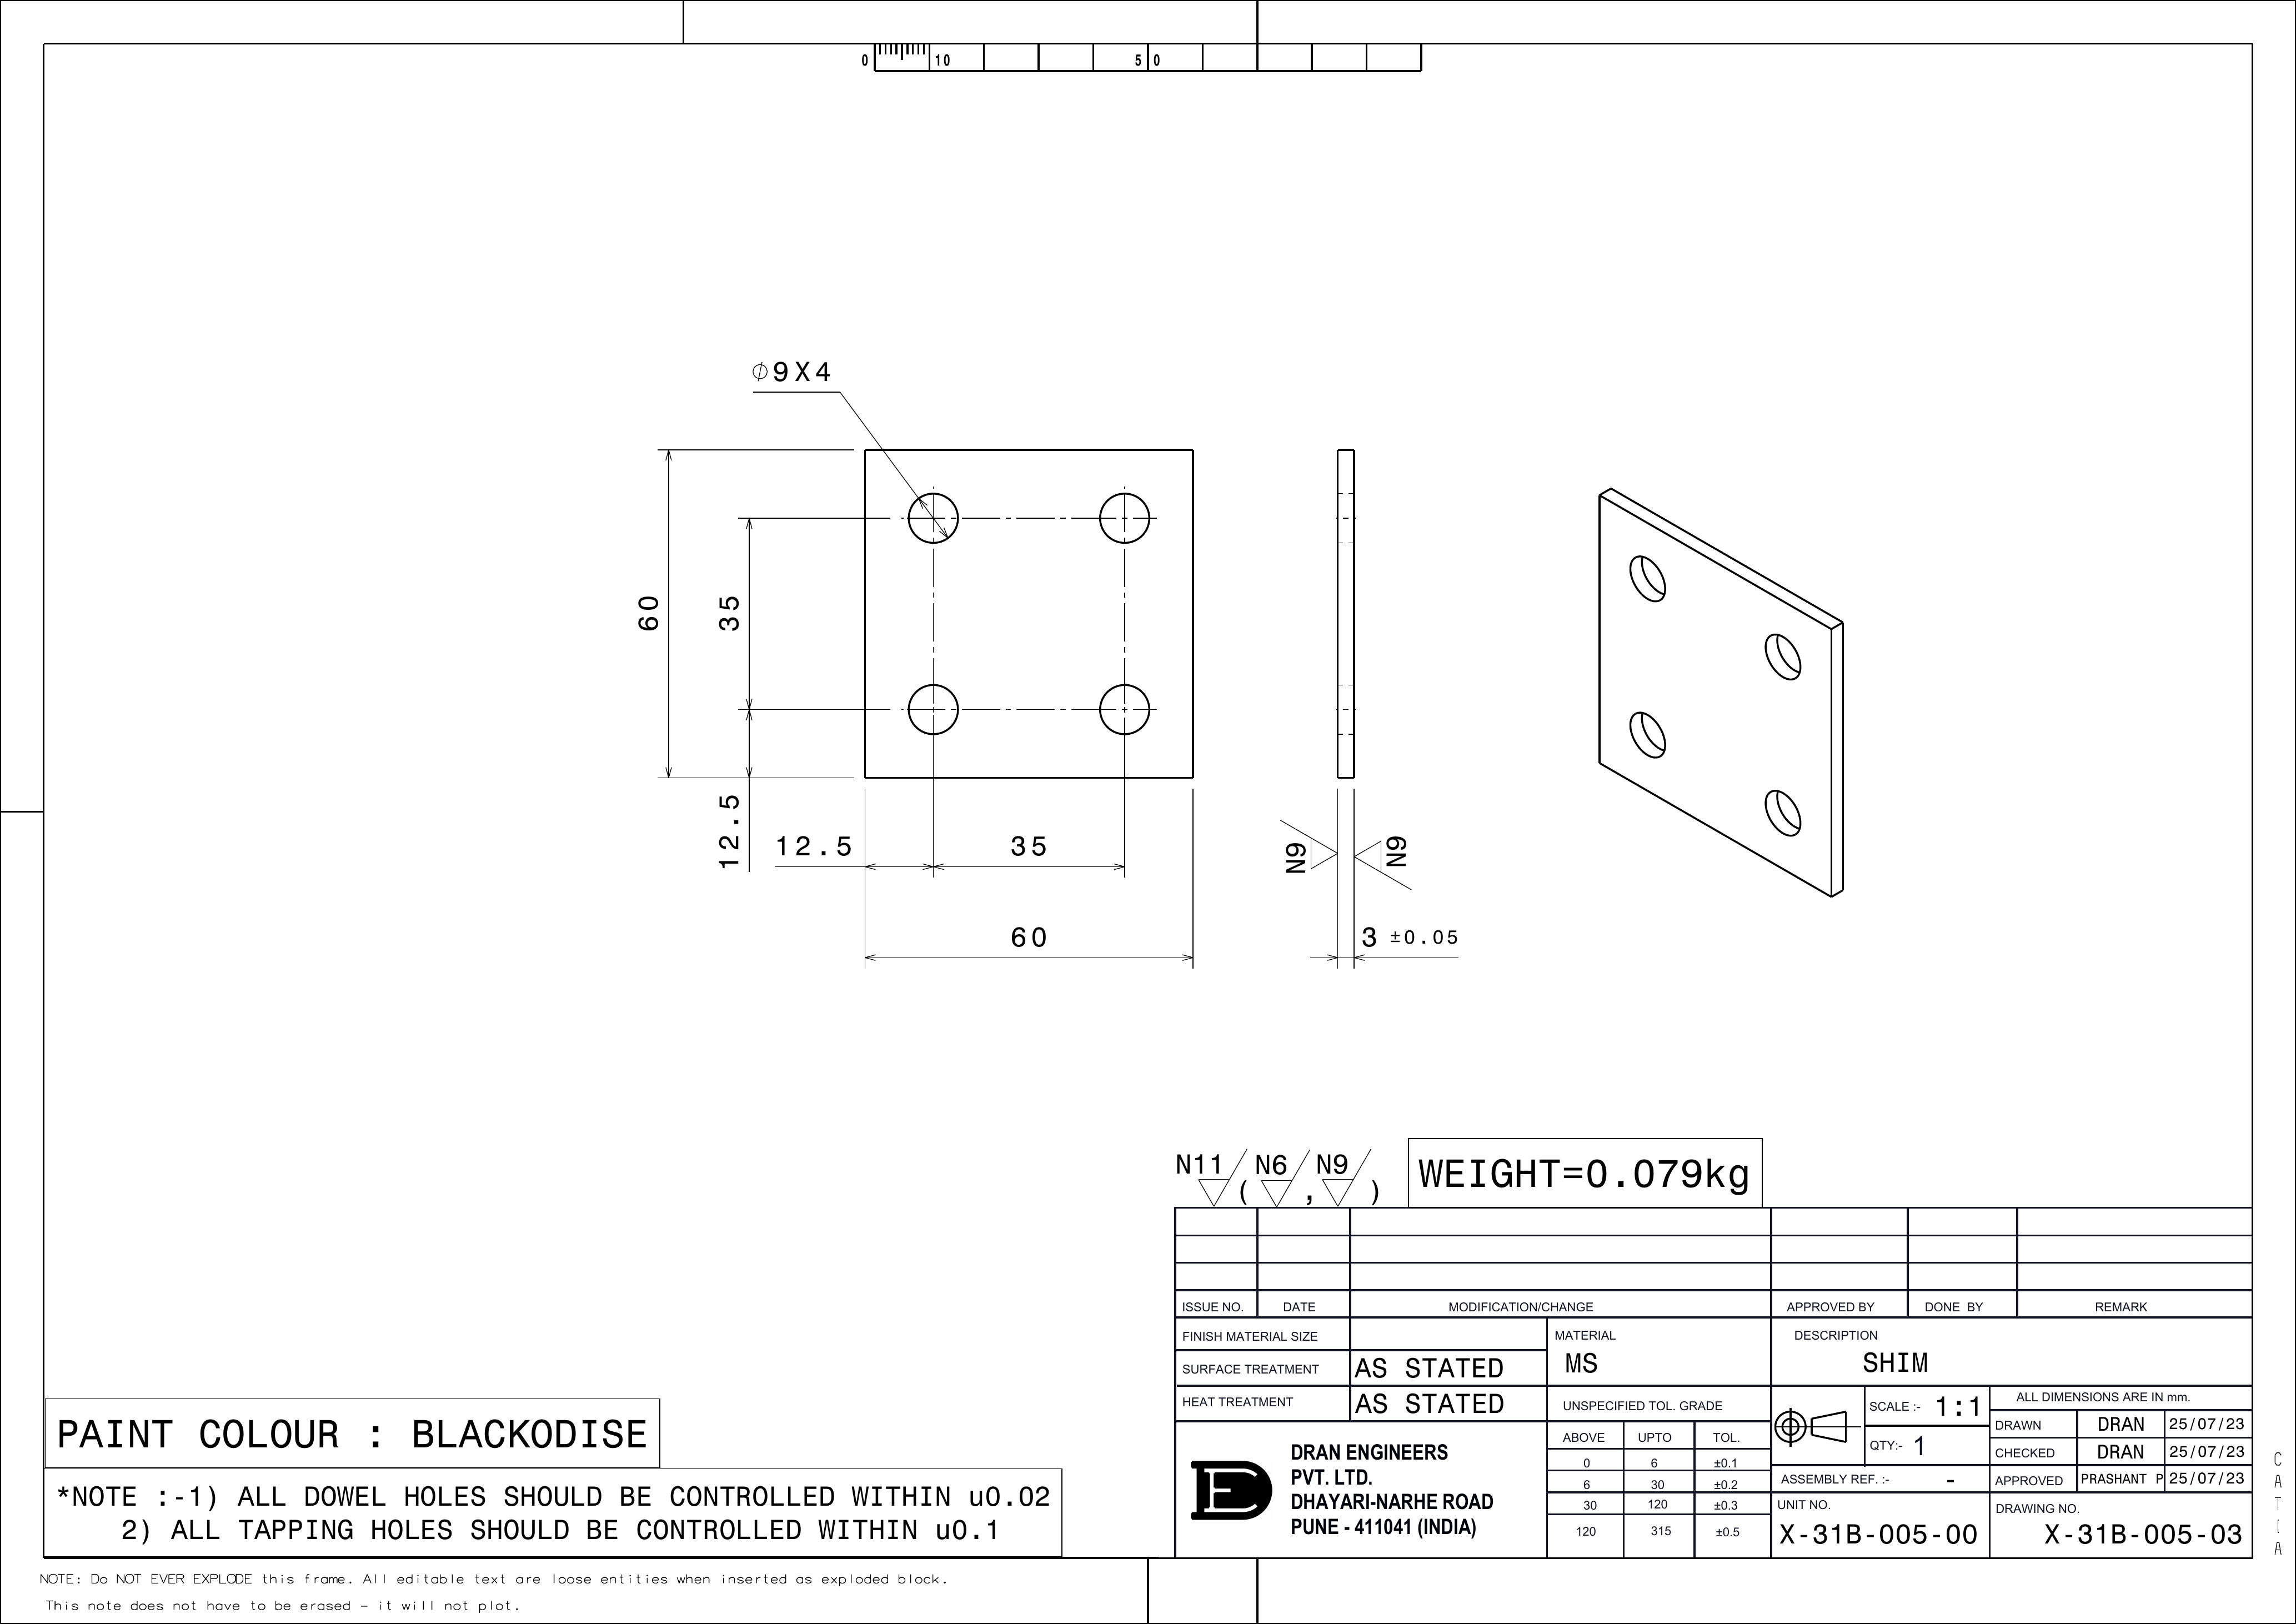 0 10 50
⌀9X4
60
35
12.5
12.5
35
60
N9
N9
3 ±0.05
N11 ( N6 , N9 )
WEIGHT=0.079kg
ISSUE NO. DATE MODIFICATION/CHANGE APPROVED BY DONE BY REMARK
FINISH MATERIAL SIZE
SURFACE TREATMENT AS STATED
HEAT TREATMENT AS STATED
MATERIAL
MS
DESCRIPTION
SHIM
UNSPECIFIED TOL. GRADE
ABOVE UPTO TOL.
0 6 ±0.1
6 30 ±0.2
30 120 ±0.3
120 315 ±0.5
SCALE :- 1:1
QTY:- 1
ALL DIMENSIONS ARE IN mm.
DRAWN DRAN 25/07/23
CHECKED DRAN 25/07/23
APPROVED PRASHANT P 25/07/23
ASSEMBLY REF. :- -
UNIT NO.
X-31B-005-00
DRAWING NO.
X-31B-005-03
DE
DRAN ENGINEERS
PVT. LTD.
DHAYARI-NARHE ROAD
PUNE - 411041 (INDIA)
PAINT COLOUR : BLACKODISE
*NOTE :-1) ALL DOWEL HOLES SHOULD BE CONTROLLED WITHIN u0.02
2) ALL TAPPING HOLES SHOULD BE CONTROLLED WITHIN u0.1
NOTE: Do NOT EVER EXPLODE this frame. All editable text are loose entities when inserted as exploded block.
This note does not have to be erased - it will not plot.
CATIA